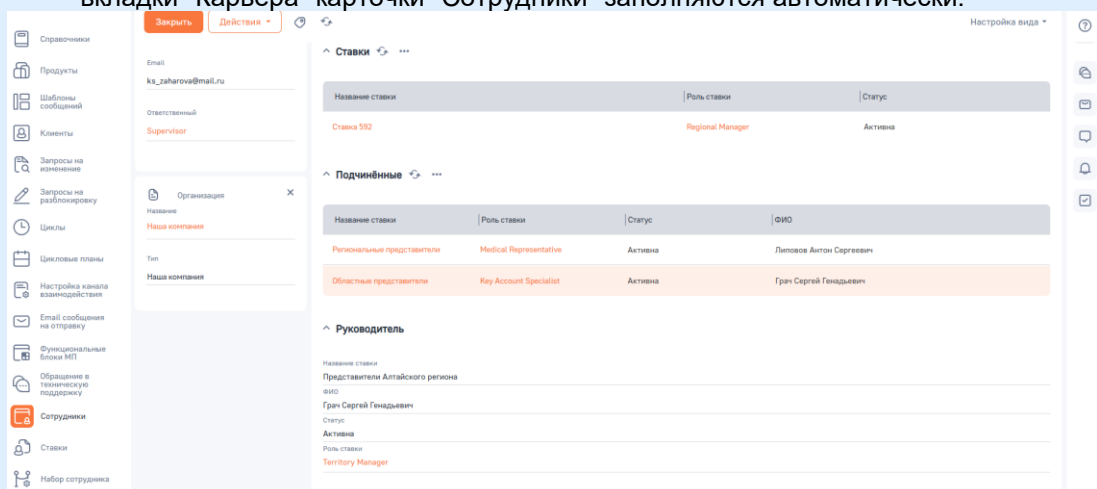 вкладки "Карьера" карточки "Сотрудники" заполняются автоматически.
Закрыть
Действия
Настройка вида
Справочники
Продукты
Шаблоны
сообщений
Клиенты
Запросы на
изменение
Запросы на
разблокировку
Циклы
Цикловые планы
Настройка канала
взаимодействия
Email сообщения
на отправку
Функциональные
блоки МП
Обращение в
техническую
поддержку
Сотрудники
Ставки
Набор сотрудника
Email
ks_zaharova@mail.ru
Ответственный
Supervisor
Организация
Название
Наша компания
Тип
Наша компания
Ставки
Название ставки Роль ставки Статус
Ставка 592 Regional Manager Активна
Подчинённые
Название ставки Роль ставки Статус ФИО
Региональные представители Medical Representative Активна Липовов Антон Сергеевич
Областные представители Key Account Specialist Активна Грач Сергей Генадьевич
Руководитель
Название ставки
Представители Алтайского региона
ФИО
Грач Сергей Генадьевич
Статус
Активна
Роль ставки
Territory Manager